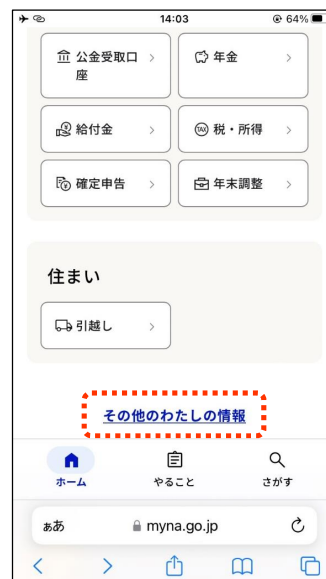 14:03
64%
公金受取口座
年金
給付金
税・所得
確定申告
年末調整
住まい
引越し
その他のわたしの情報
ホーム
やること
さがす
ぁあ
myna.go.jp